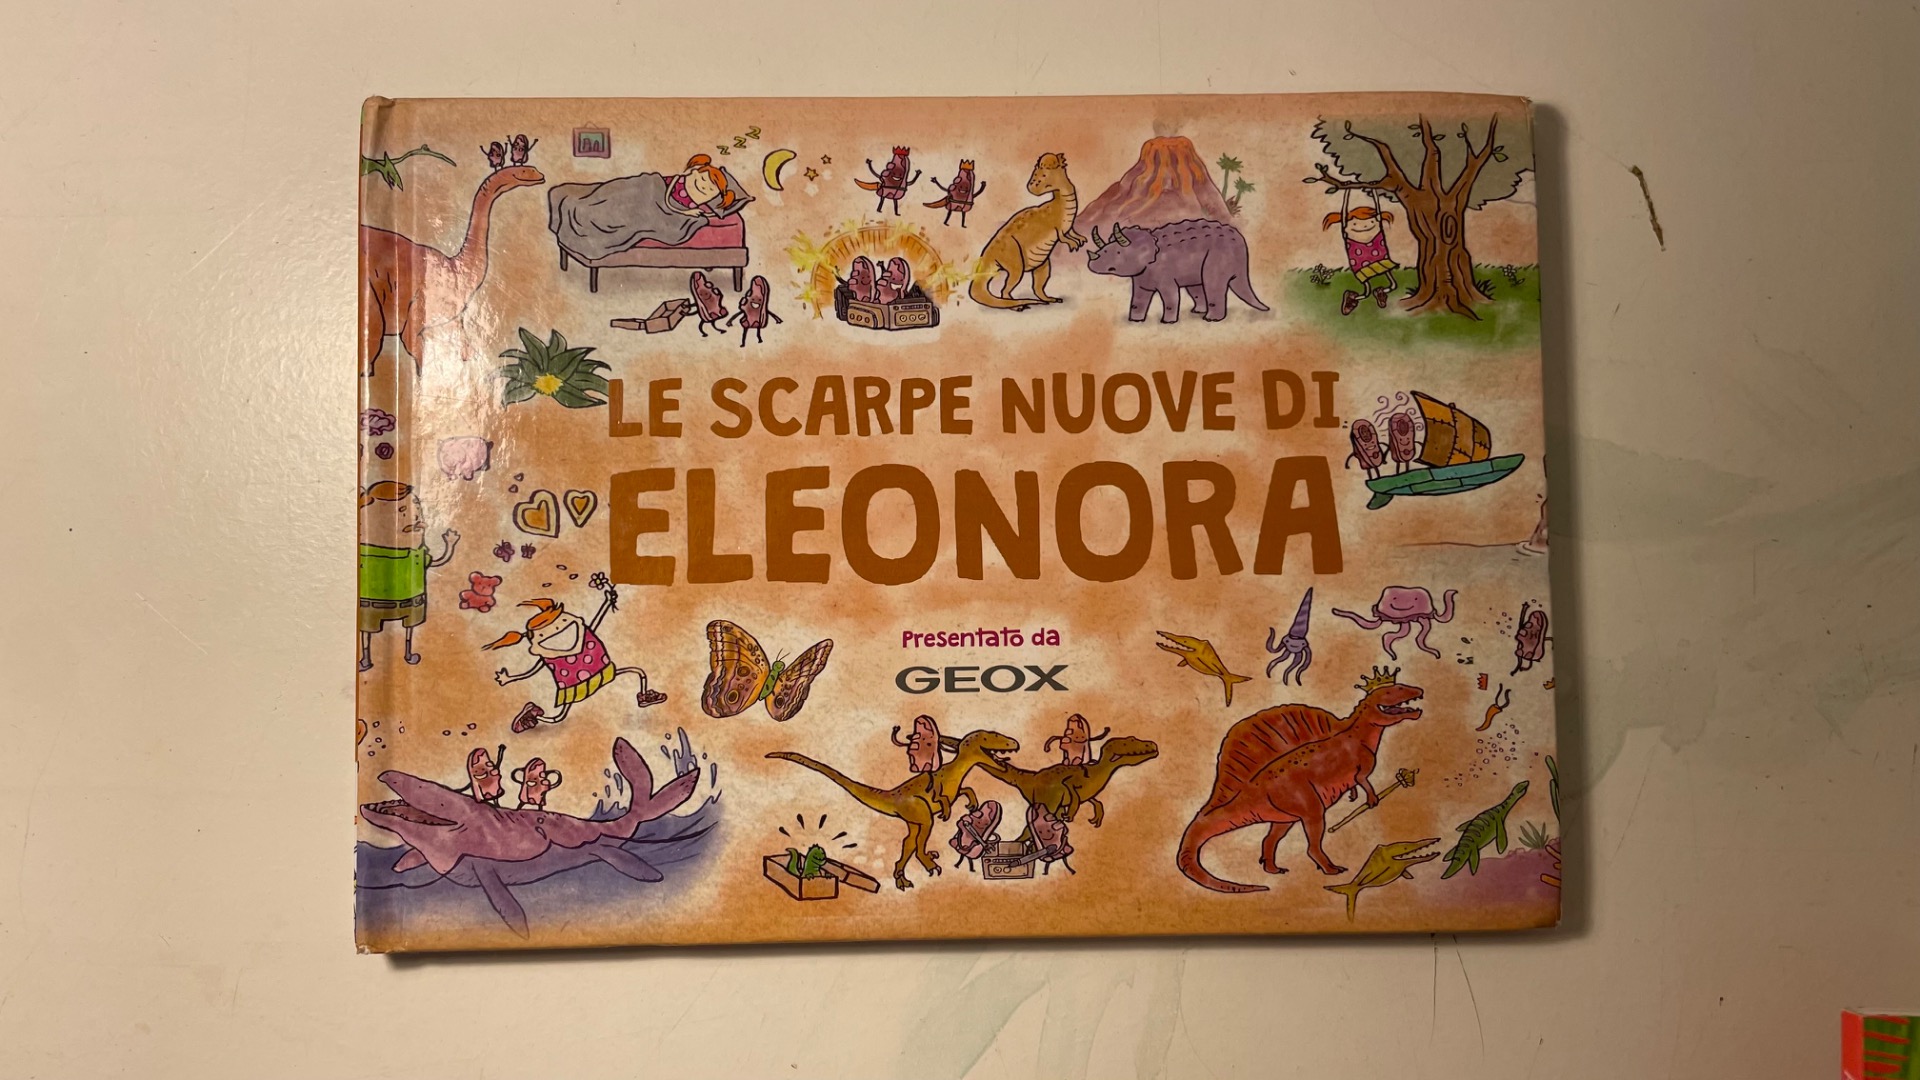 LE SCARPE NUOVE DI
ELEONORA
Presentato da
GEOX
z z z